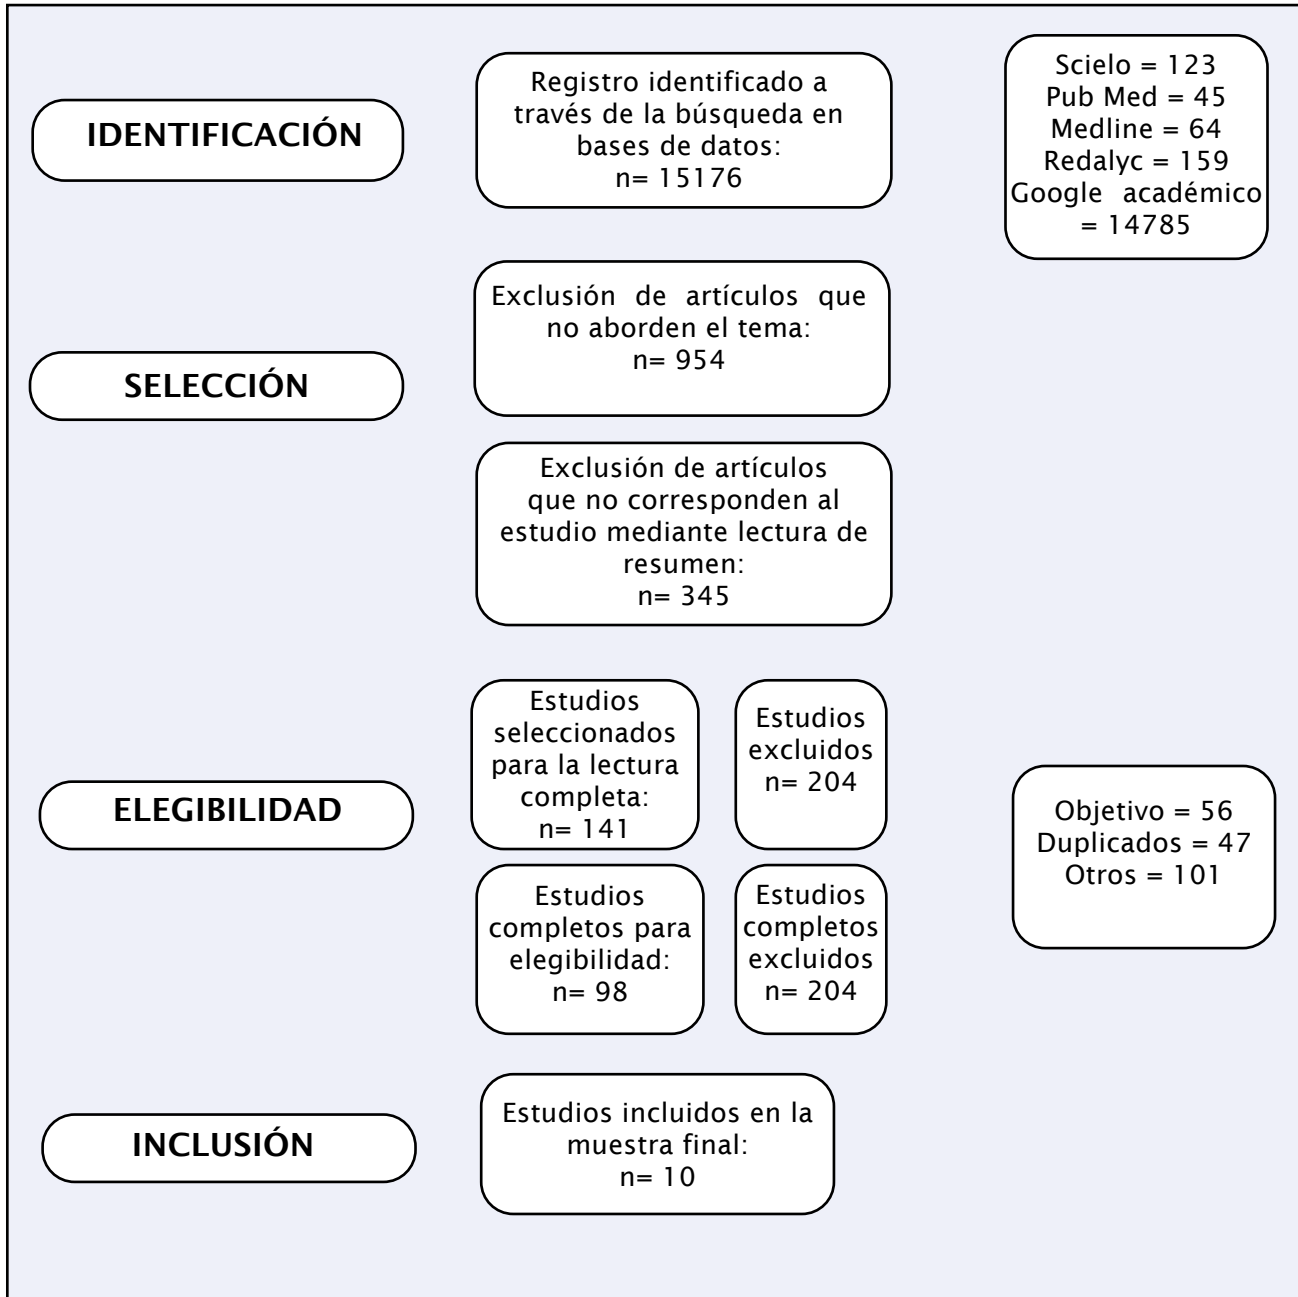 IDENTIFICACIÓN
Registro identificado a
través de la búsqueda en
bases de datos:
n= 15176
Scielo = 123
Pub Med = 45
Medline = 64
Redalyc = 159
Google académico
= 14785
SELECCIÓN
Exclusión de artículos que
no aborden el tema:
n= 954
Exclusión de artículos
que no corresponden al
estudio mediante lectura de
resumen:
n= 345
ELEGIBILIDAD
Estudios
seleccionados
para la lectura
completa:
n= 141
Estudios
excluidos
n= 204
Estudios
completos para
elegibilidad:
n= 98
Estudios
completos
excluidos
n= 204
Objetivo = 56
Duplicados = 47
Otros = 101
INCLUSIÓN
Estudios incluidos en la
muestra final:
n= 10